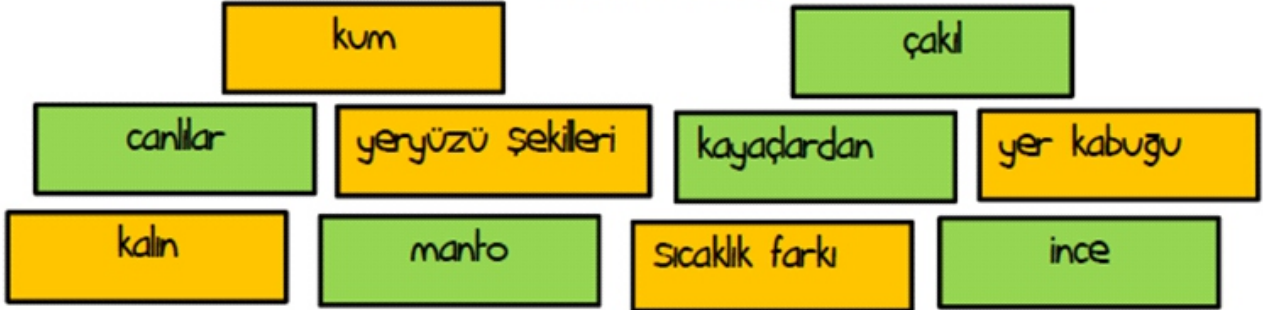 kum
çakıl
canlılar
yeryüzü şekilleri
kayaçlardan
yer kabuğu
kalın
manto
sıcaklık farkı
ince